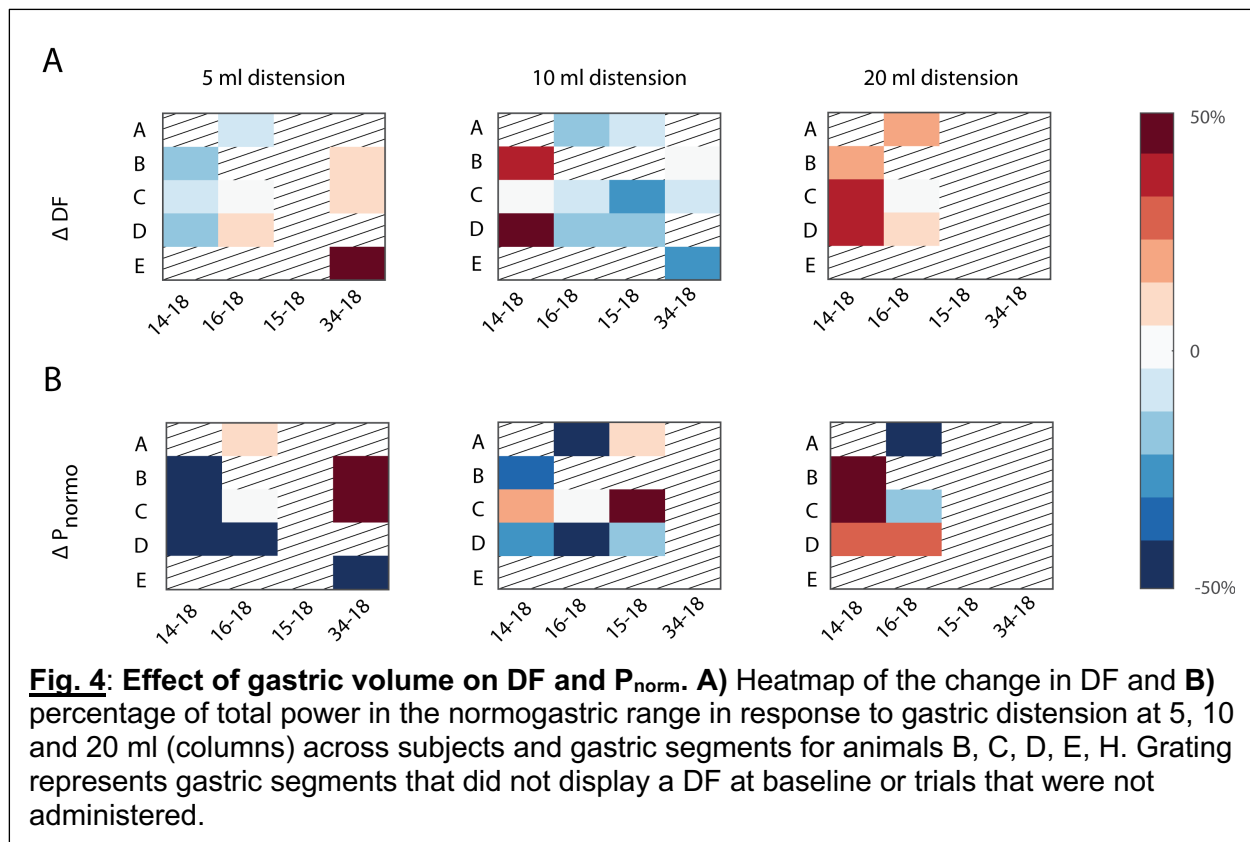 A
5 ml distension
10 ml distension
20 ml distension
Δ DF
A
B
C
D
E
14-18
16-18
15-18
34-18
A
B
C
D
E
14-18
16-18
15-18
34-18
A
B
C
D
E
14-18
16-18
15-18
34-18
50%
0
-50%
B
Δ Pnormo
A
B
C
D
E
14-18
16-18
15-18
34-18
A
B
C
D
E
14-18
16-18
15-18
34-18
A
B
C
D
E
14-18
16-18
15-18
34-18
Fig. 4: Effect of gastric volume on DF and Pnorm. A) Heatmap of the change in DF and B)
percentage of total power in the normogastric range in response to gastric distension at 5, 10
and 20 ml (columns) across subjects and gastric segments for animals B, C, D, E, H. Grating
represents gastric segments that did not display a DF at baseline or trials that were not
administered.